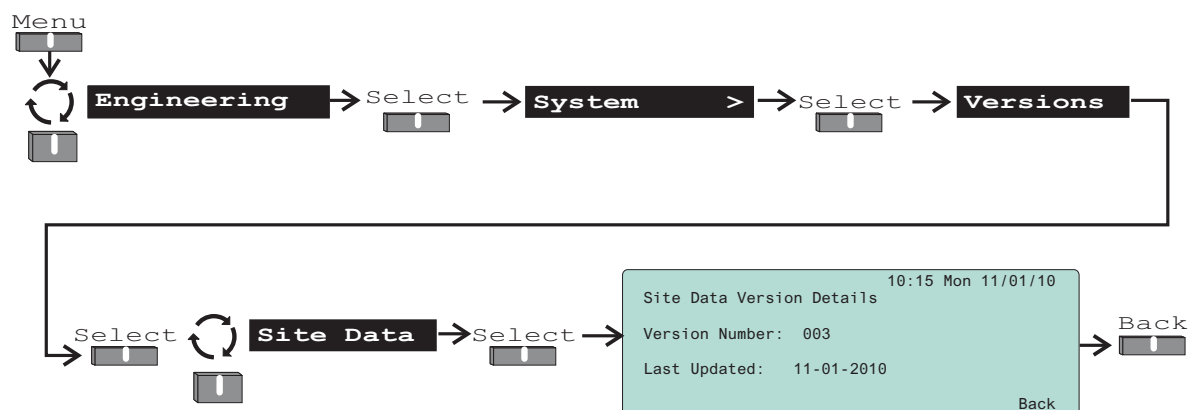 Menu
Engineering
Select
System >
Select
Versions
Select
Site Data
Select
10:15 Mon 11/01/10
Site Data Version Details
Version Number: 003
Last Updated: 11-01-2010
Back
Back